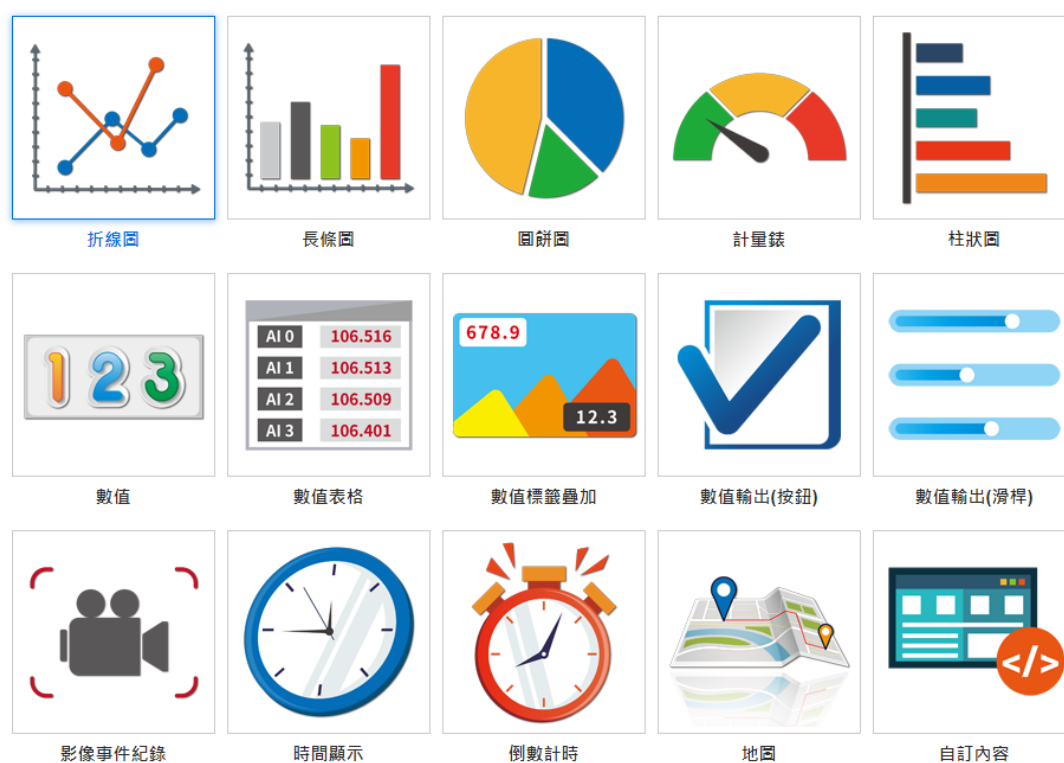 折線圖
長條圖
圓餅圖
計量錶
柱狀圖
123
AI 0 106.516
AI 1 106.513
AI 2 106.509
AI 3 106.401
678.9
12.3
數值
數值表格
數值標籤疊加
數值輸出(按鈕)
數值輸出(滑桿)
</>
影像事件紀錄
時間顯示
倒數計時
地圖
自訂內容